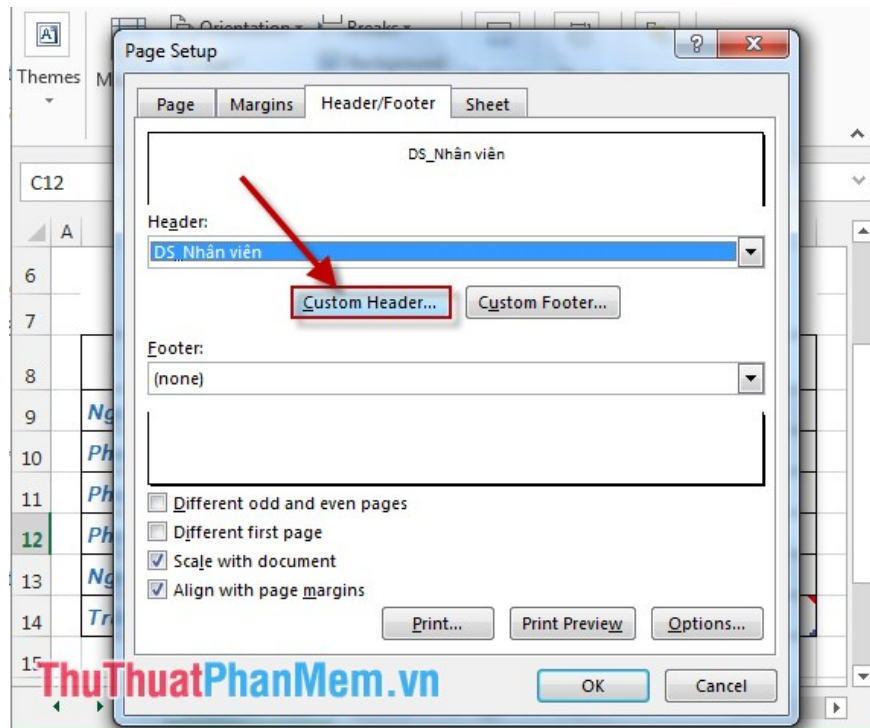 Orientation Breaks
Themes M
Page Setup
Page Margins Header/Footer Sheet
DS_Nhân viên
C12
Header:
A
DS_Nhân viên
6
Custom Header... Custom Footer...
7
Footer:
8
(none)
9 Ng
10 Ph
11 Ph
Different odd and even pages
12 Ph
Different first page
Scale with document
13 Ng
Align with page margins
14 Tr
Print... Print Preview Options...
15
ThuThuatPhanMem.vn
OK Cancel